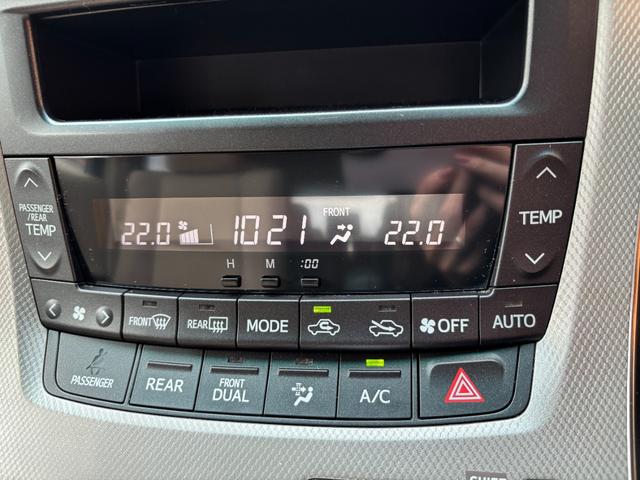 PASSENGER
/REAR
TEMP
22.0 10 21 FRONT 22.0
TEMP
H M :00
FRONT REAR MODE OFF AUTO
PASSENGER REAR FRONT
DUAL A/C